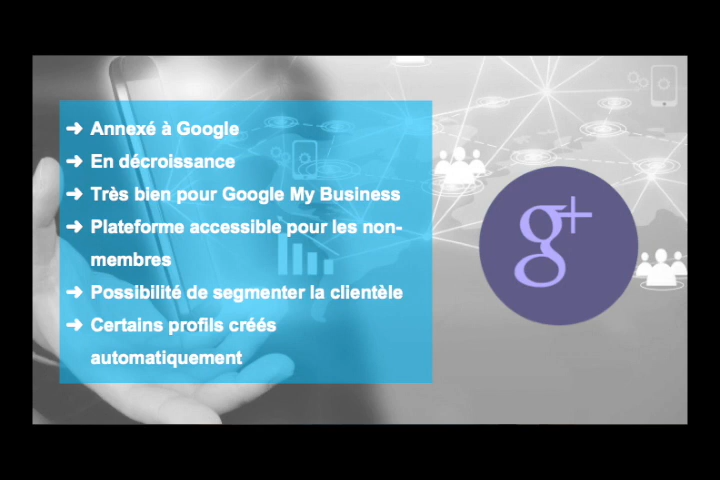 ➜ Annexé à Google
➜ En décroissance
➜ Très bien pour Google My Business
➜ Plateforme accessible pour les non-
membres
➜ Possibilité de segmenter la clientèle
➜ Certains profils créés
automatiquement
g+